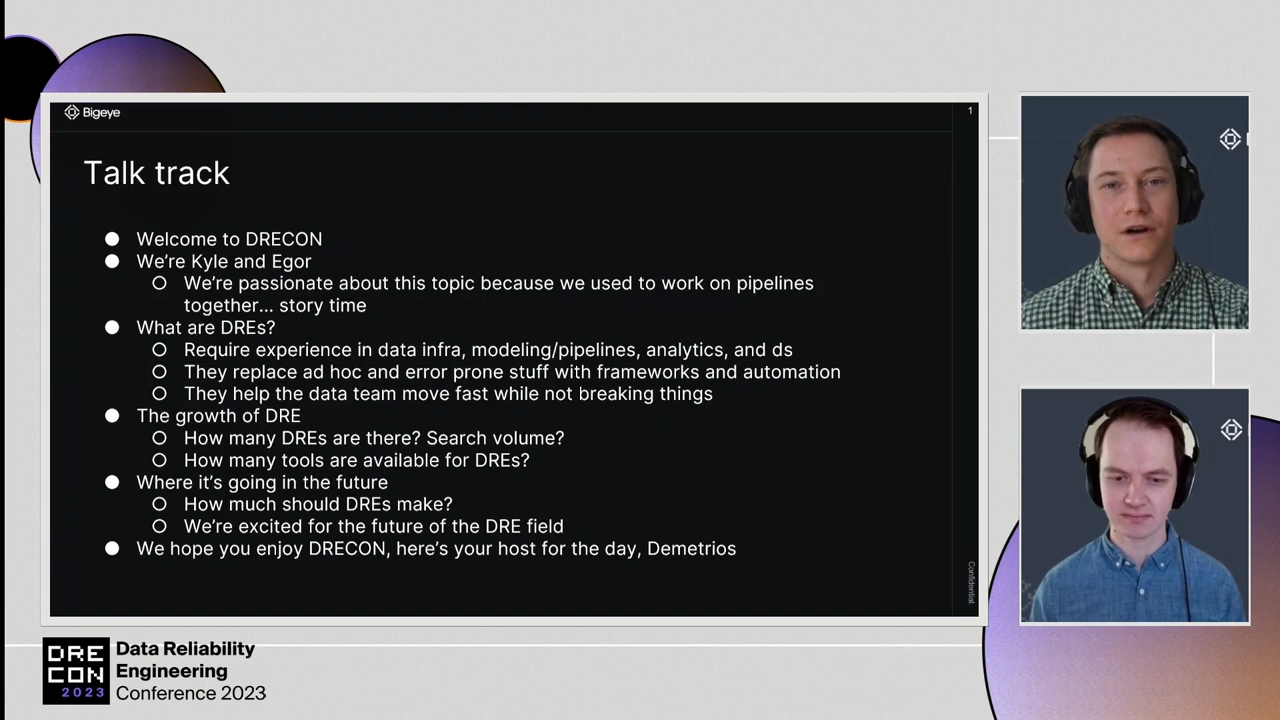 Bigeye
1
Talk track
Welcome to DRECON
We're Kyle and Egor
We're passionate about this topic because we used to work on pipelines
together... story time
What are DREs?
Require experience in data infra, modeling/pipelines, analytics, and ds
They replace ad hoc and error prone stuff with frameworks and automation
They help the data team move fast while not breaking things
The growth of DRE
How many DREs are there? Search volume?
How many tools are available for DREs?
Where it's going in the future
How much should DREs make?
We're excited for the future of the DRE field
We hope you enjoy DRECON, here's your host for the day, Demetrios
Confidential
DRE
CON
2023
Data Reliability
Engineering
Conference 2023